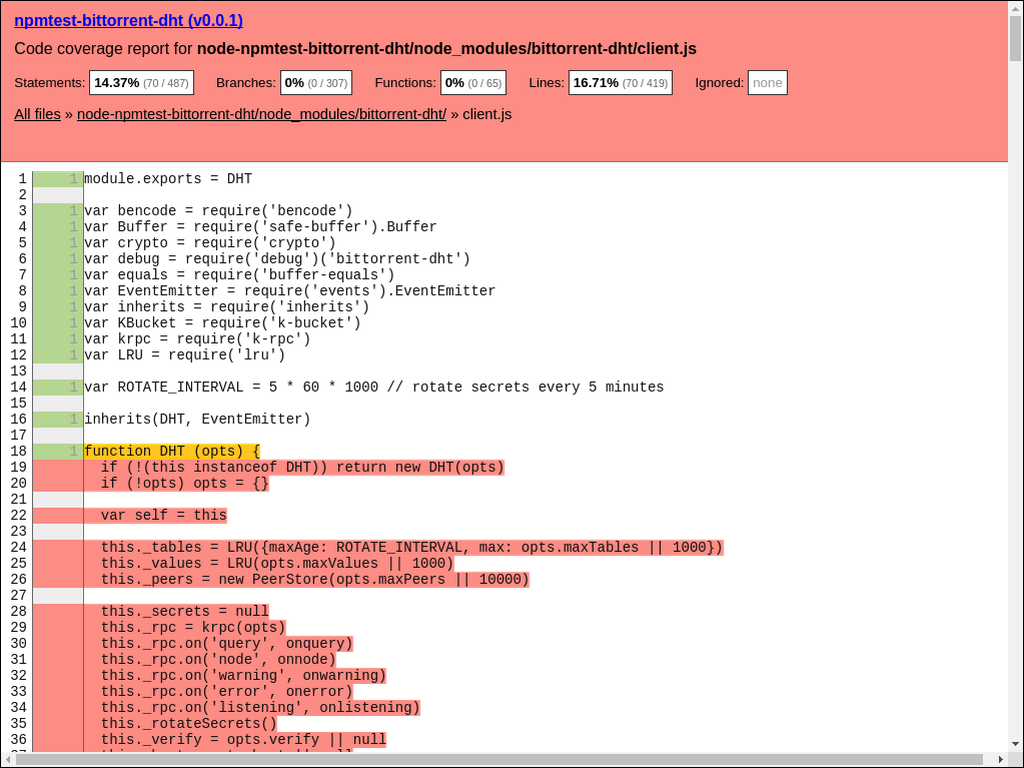 npmtest-bittorrent-dht (v0.0.1)
Code coverage report for node-npmtest-bittorrent-dht/node_modules/bittorrent-dht/client.js
Statements: 14.37% (70 / 487) Branches: 0% (0 / 307) Functions: 0% (0 / 65) Lines: 16.71% (70 / 419) Ignored: none
All files » node-npmtest-bittorrent-dht/node_modules/bittorrent-dht/ » client.js
1 1 module.exports = DHT
2
3 1 var bencode = require('bencode')
4 1 var Buffer = require('safe-buffer').Buffer
5 1 var crypto = require('crypto')
6 1 var debug = require('debug')('bittorrent-dht')
7 1 var equals = require('buffer-equals')
8 1 var EventEmitter = require('events').EventEmitter
9 1 var inherits = require('inherits')
10 1 var KBucket = require('k-bucket')
11 1 var krpc = require('k-rpc')
12 1 var LRU = require('lru')
13
14 1 var ROTATE_INTERVAL = 5 * 60 * 1000 // rotate secrets every 5 minutes
15
16 1 inherits(DHT, EventEmitter)
17
18 1 function DHT (opts) {
19 if (!(this instanceof DHT)) return new DHT(opts)
20 if (!opts) opts = {}
21
22 var self = this
23
24 this._tables = LRU({maxAge: ROTATE_INTERVAL, max: opts.maxTables || 1000})
25 this._values = LRU(opts.maxValues || 1000)
26 this._peers = new PeerStore(opts.maxPeers || 10000)
27
28 this._secrets = null
29 this._rpc = krpc(opts)
30 this._rpc.on('query', onquery)
31 this._rpc.on('node', onnode)
32 this._rpc.on('warning', onwarning)
33 this._rpc.on('error', onerror)
34 this._rpc.on('listening', onlistening)
35 this._rotateSecrets()
36 this._verify = opts.verify || null